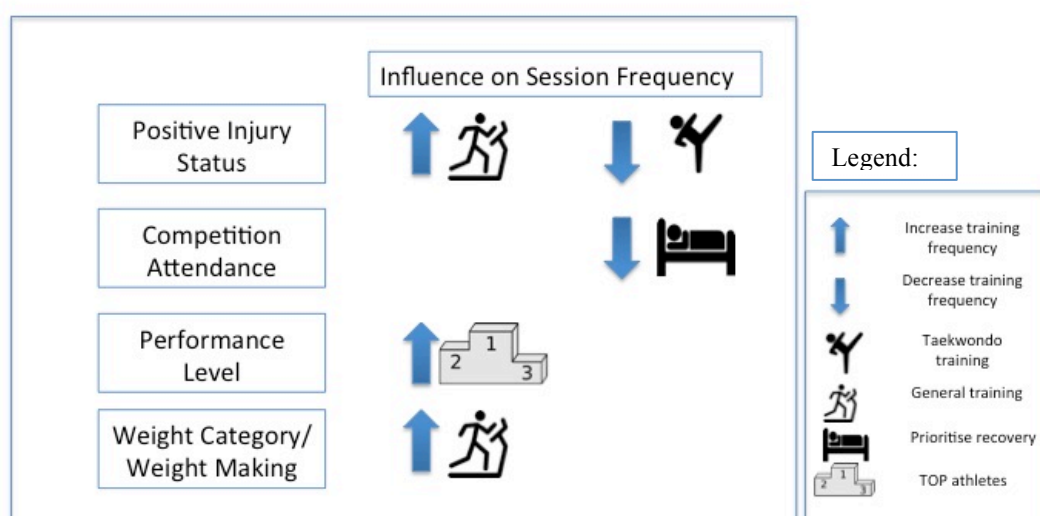 Influence on Session Frequency
Positive Injury
Status
Competition
Attendance
Performance
Level
2 1 3
Weight Category/
Weight Making
Legend:
Increase training
frequency
Decrease training
frequency
Taekwondo
training
General training
Prioritise recovery
2 1 3
TOP athletes